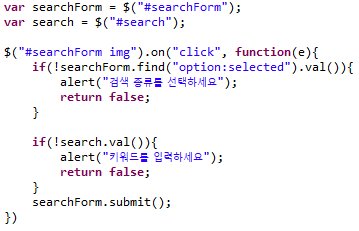 var searchForm = $("#searchForm");
var search = $("#search");

$("#searchForm img").on("click", function(e){
    if(!searchForm.find("option:selected").val()){
        alert("검색 종류를 선택하세요");
        return false;
    }

    if(!search.val()){
        alert("키워드를 입력하세요");
        return false;
    }
    searchForm.submit();
})